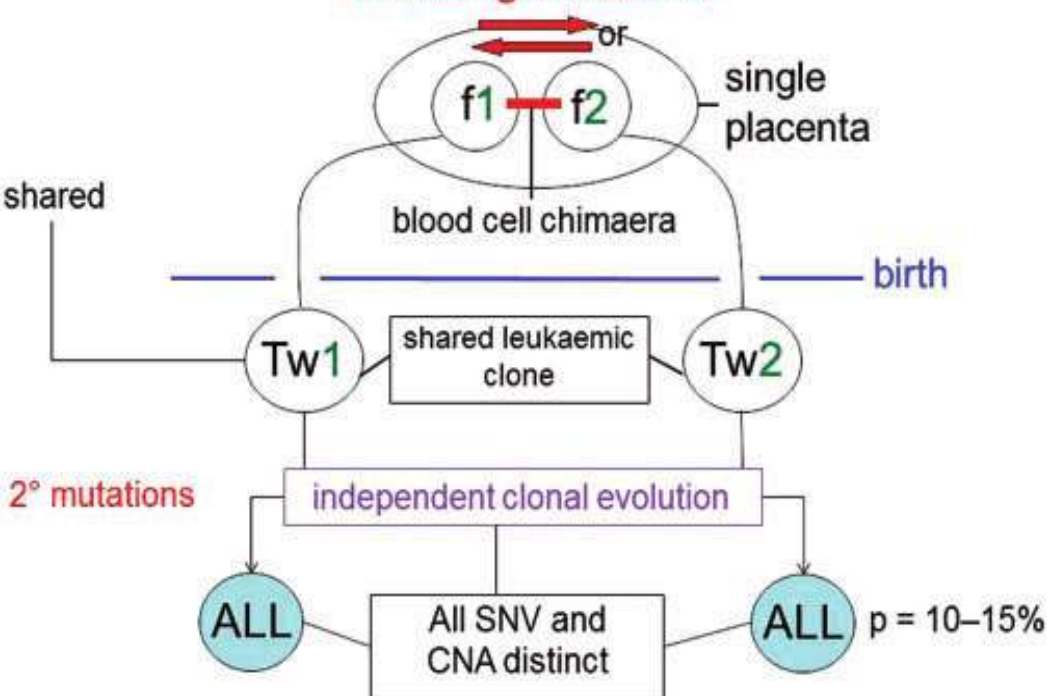 or
f1 f2
single
placenta
shared
blood cell chimaera
birth
Tw1
shared leukaemic
clone
Tw2
2° mutations
independent clonal evolution
ALL
All SNV and
CNA distinct
ALL
p = 10–15%